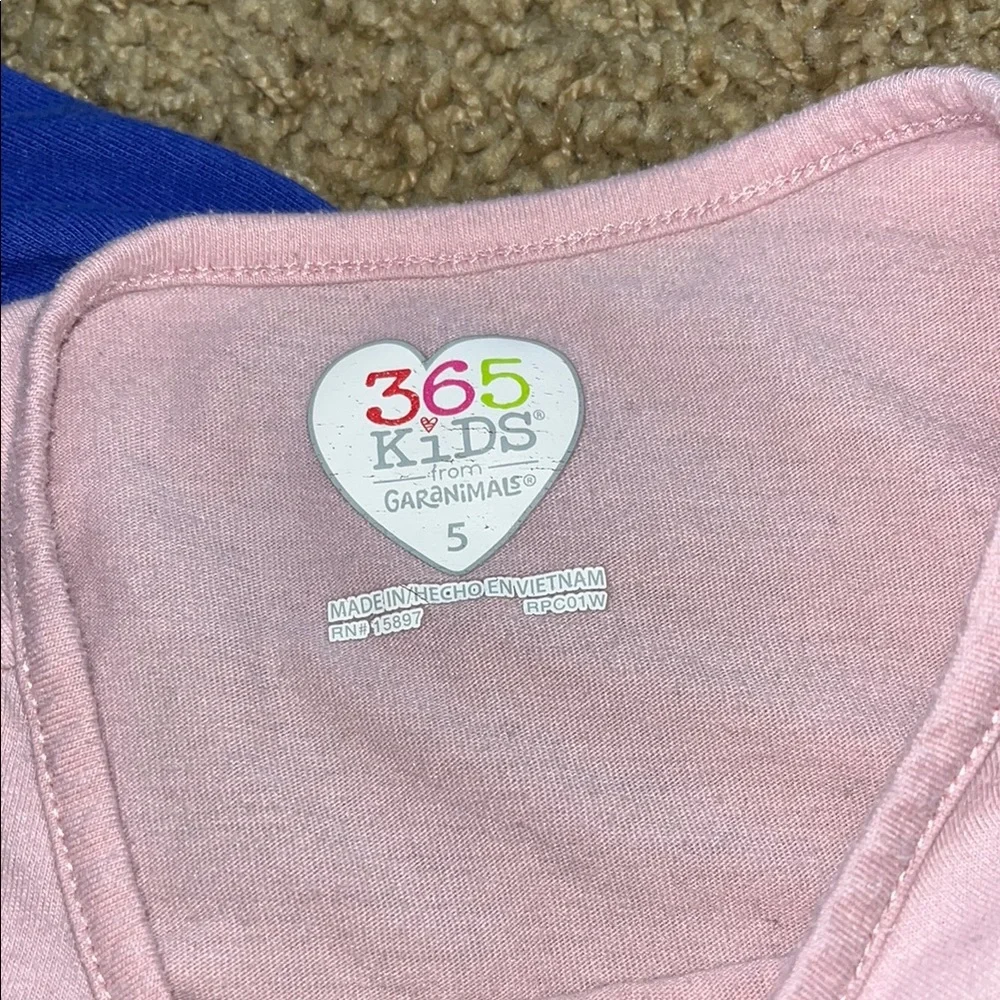 365
KiDS®
from
GARANiMALS®
5
MADE IN/HECHO EN VIETNAM
RN# 15897 RPC01W